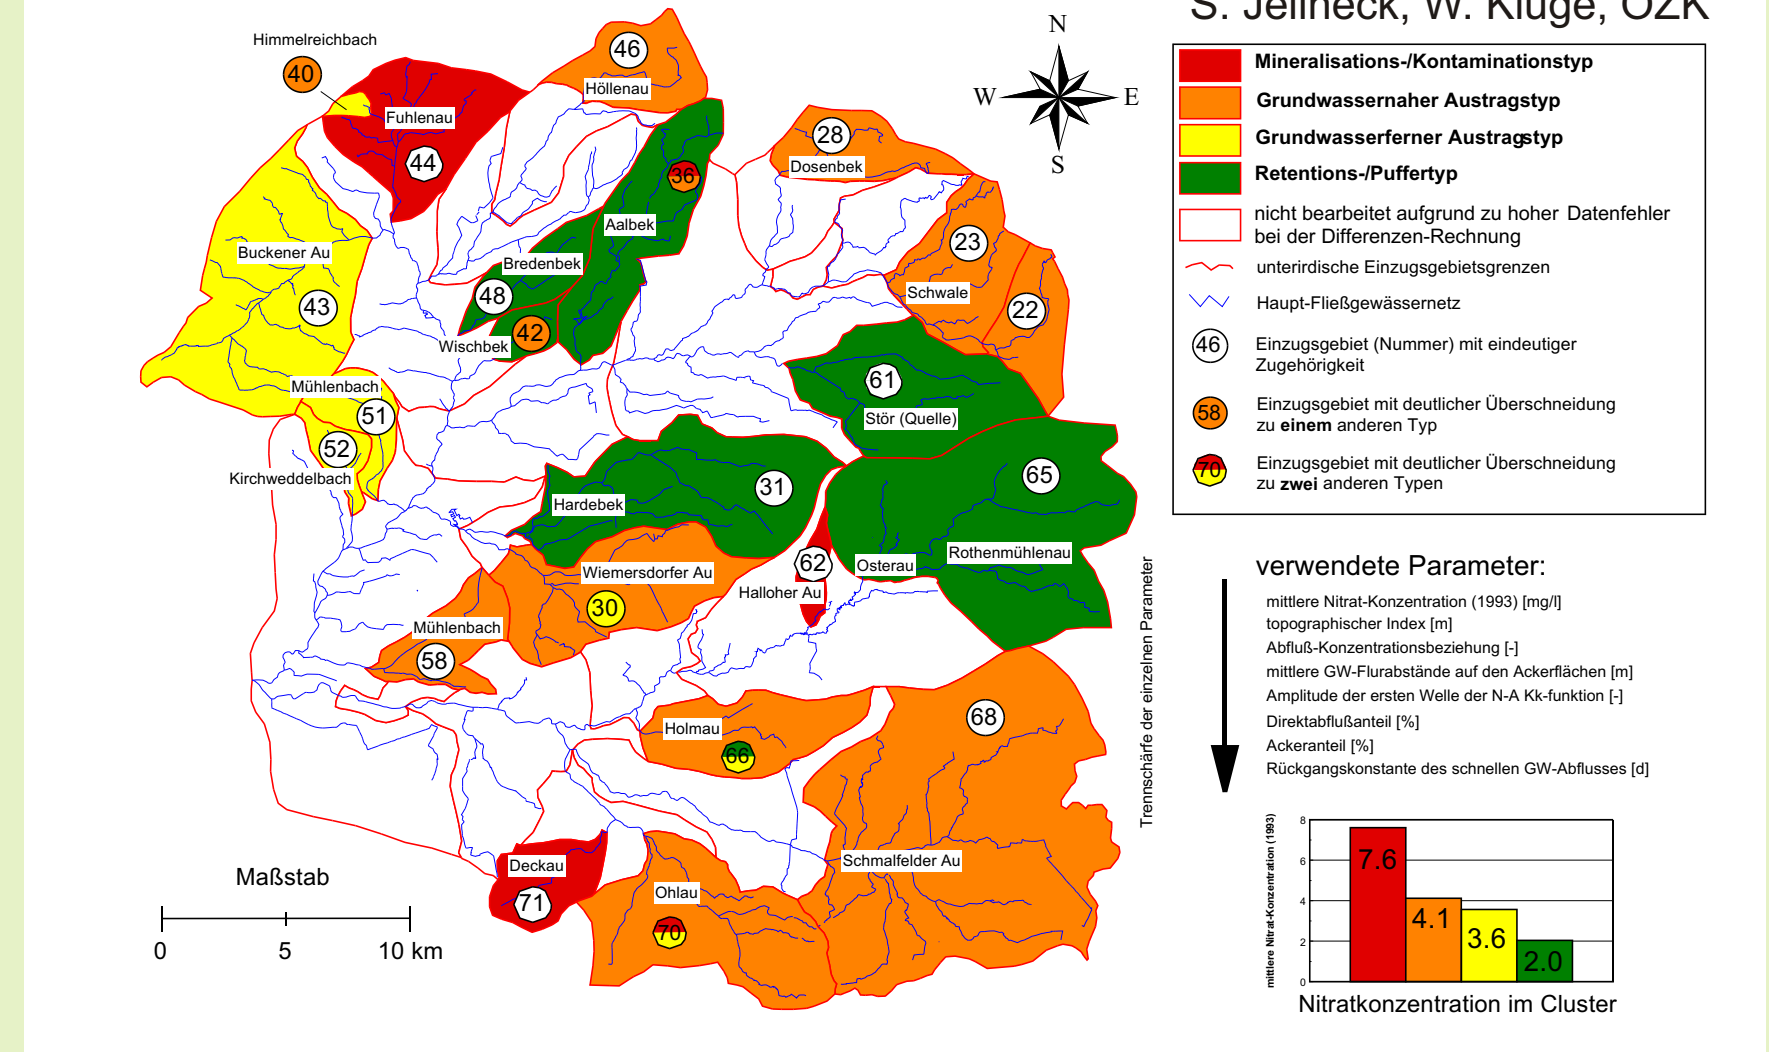 S. Jelineck, W. Kluge, ÖZK
Himmelreichbach
40
46
Höllenau
Fuhlenau
44
36
Aalbek
28
Dosenbek
N
W
E
S
Buckener Au
43
Bredenbek
48
42
Wischbek
23
Schwale
22
Mühlenbach
51
52
Kirchweddelbach
61
Stör (Quelle)
31
Hardebek
65
Rothenmühlenau
62
Osterau
Halloher Au
Wiemersdorfer Au
30
Mühlenbach
58
Holmau
66
68
Schmalfelder Au
Deckau
71
Ohlau
70
Maßstab
0 5 10 km
Mineralisations-/Kontaminationstyp
Grundwassernaher Austragstyp
Grundwasserferner Austragstyp
Retentions-/Puffertyp
nicht bearbeitet aufgrund zu hoher Datenfehler
bei der Differenzen-Rechnung
unterirdische Einzugsgebietsgrenzen
Haupt-Fließgewässernetz
46
Einzugsgebiet (Nummer) mit eindeutiger
Zugehörigkeit
58
Einzugsgebiet mit deutlicher Überschneidung
zu einem anderen Typ
70
Einzugsgebiet mit deutlicher Überschneidung
zu zwei anderen Typen
Trennschärfe der einzelnen Parameter
verwendete Parameter:
mittlere Nitrat-Konzentration (1993) [mg/l]
topographischer Index [m]
Abfluß-Konzentrationsbeziehung [-]
mittlere GW-Flurabstände auf den Ackerflächen [m]
Amplitude der ersten Welle der N-A Kk-funktion [-]
Direktabflußanteil [%]
Ackeranteil [%]
Rückgangskonstante des schnellen GW-Abflusses [d]
mittlere Nitrat-Konzentration (1993)
8
6
4
2
0
7.6
4.1
3.6
2.0
Nitratkonzentration im Cluster